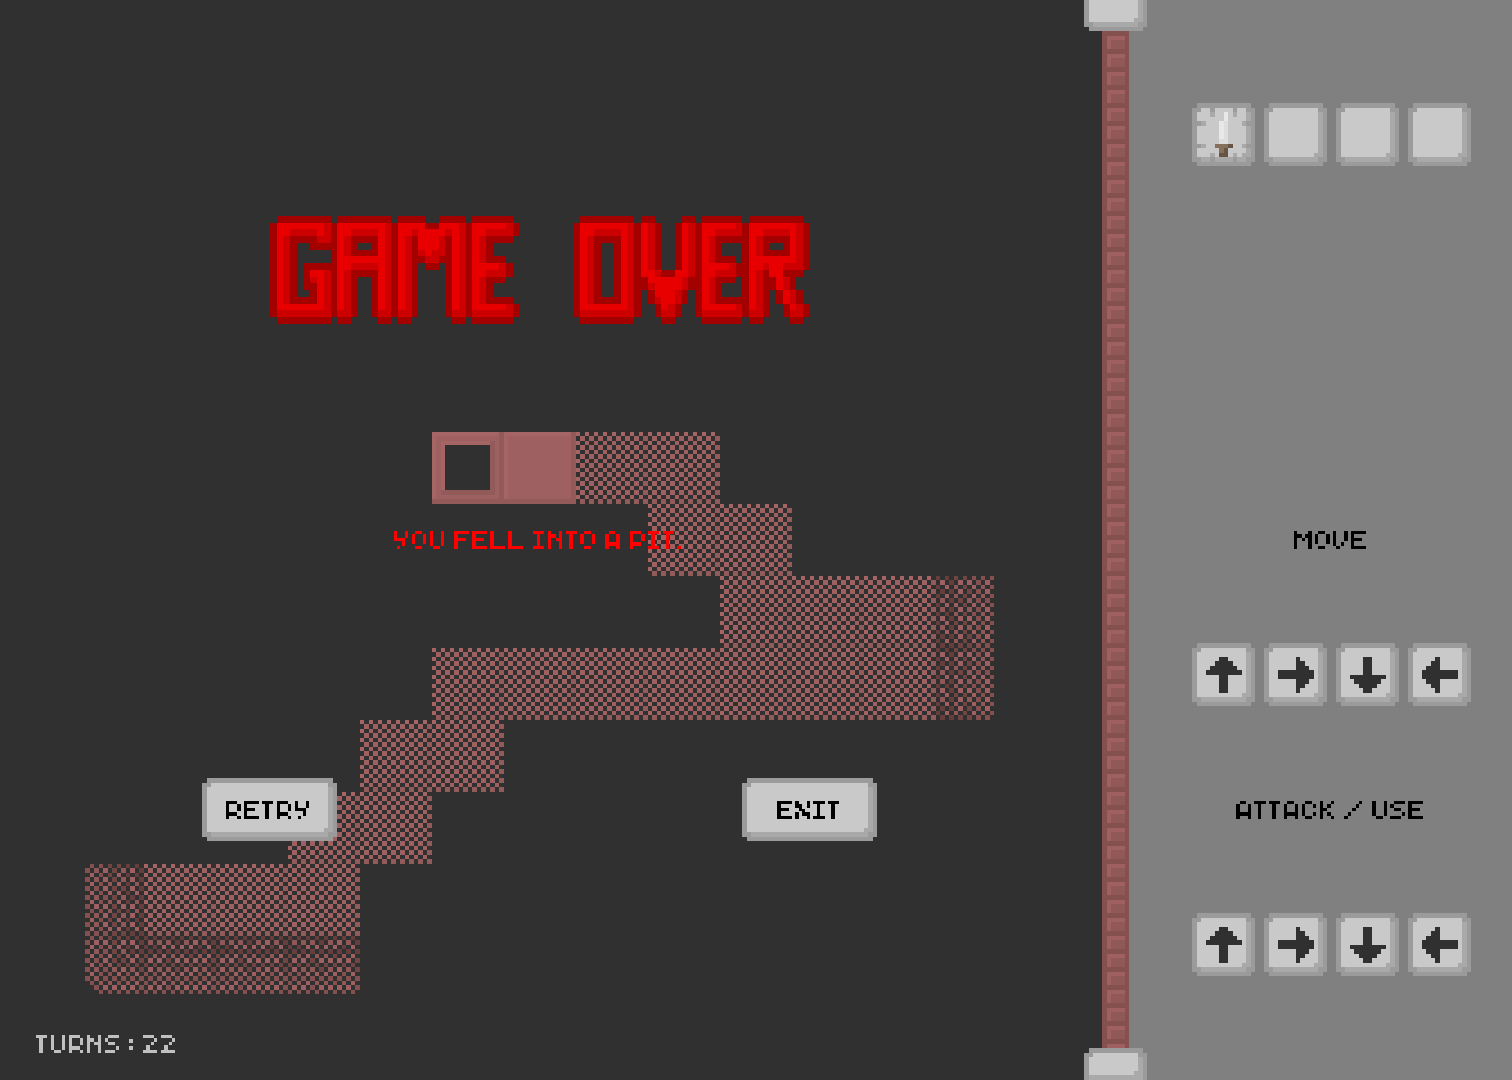 GAME OVER
YOU FELL INTO A PIT.
MOVE
RETRY
EXIT
ATTACK / USE
TURNS:22